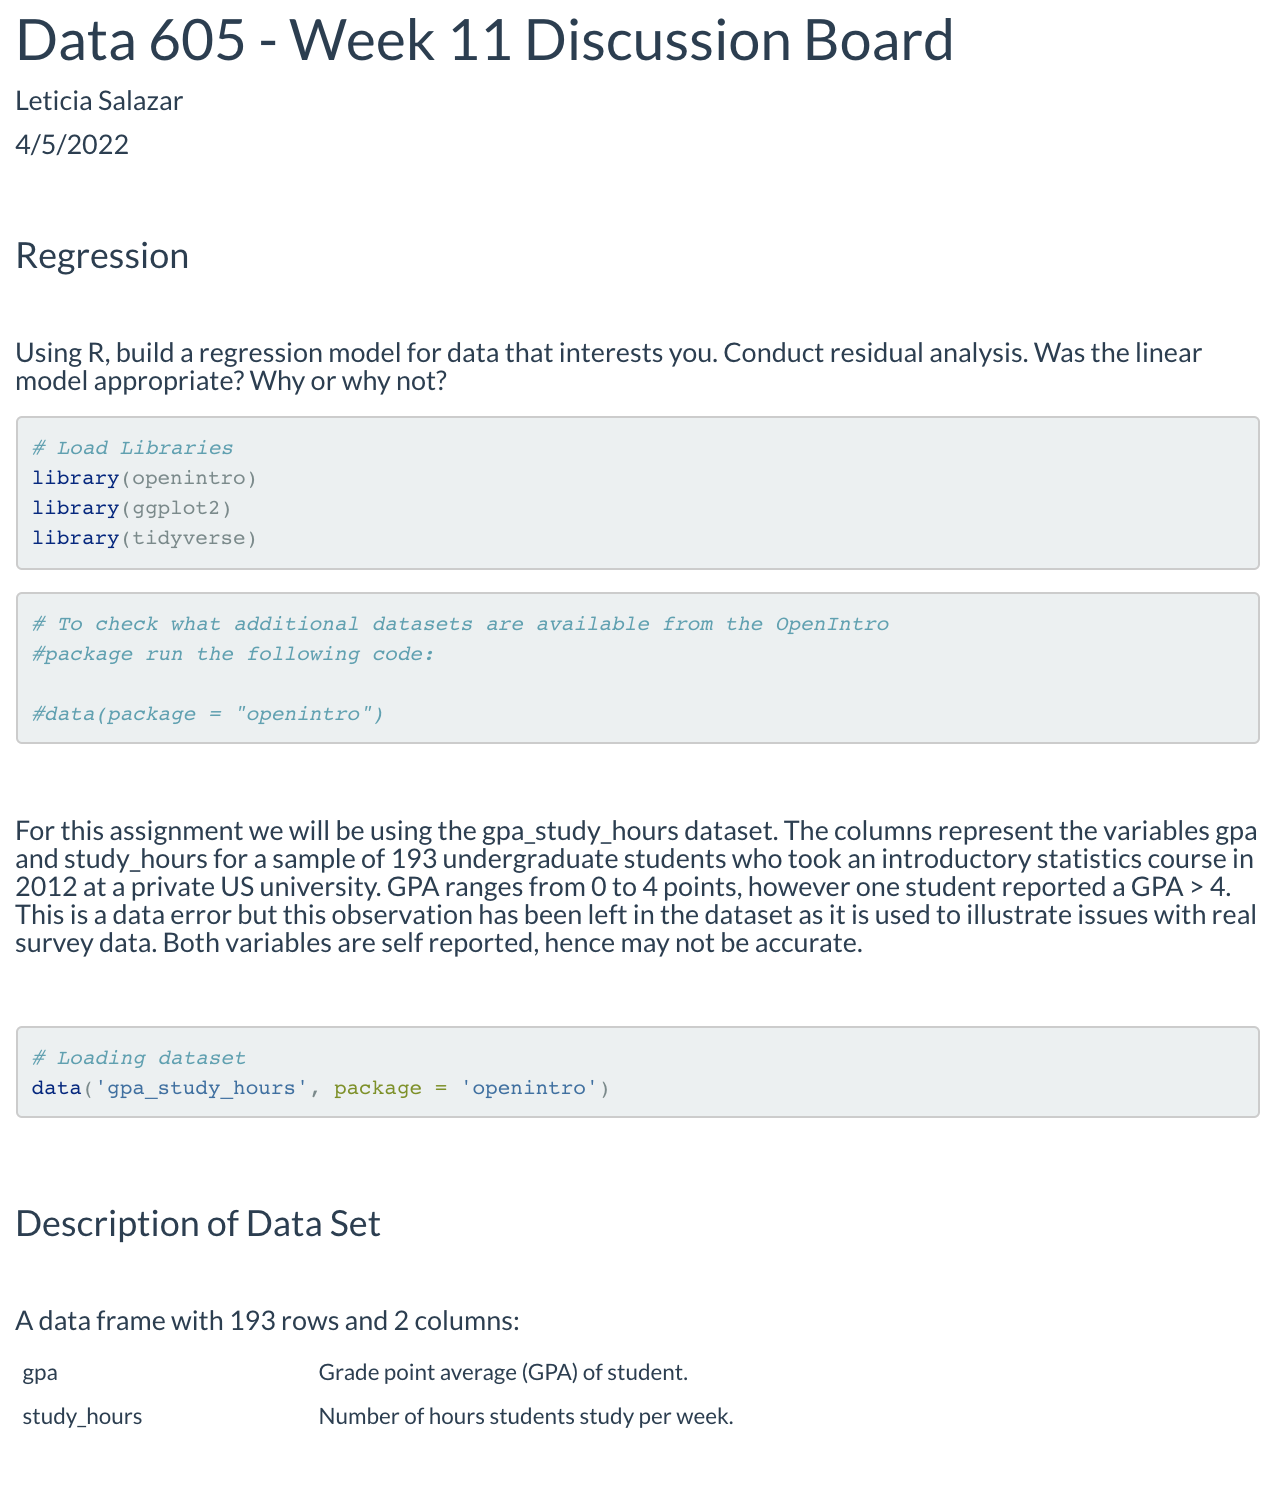 Data 605 - Week 11 Discussion Board
Leticia Salazar
4/5/2022
Regression
Using R, build a regression model for data that interests you. Conduct residual analysis. Was the linear
model appropriate? Why or why not?
# Load Libraries
library(openintro)
library(ggplot2)
library(tidyverse)
# To check what additional datasets are available from the OpenIntro
#package run the following code:
#data(package = "openintro")
For this assignment we will be using the gpa_study_hours dataset. The columns represent the variables gpa
and study_hours for a sample of 193 undergraduate students who took an introductory statistics course in
2012 at a private US university. GPA ranges from 0 to 4 points, however one student reported a GPA > 4.
This is a data error but this observation has been left in the dataset as it is used to illustrate issues with real
survey data. Both variables are self reported, hence may not be accurate.
# Loading dataset
data('gpa_study_hours', package = 'openintro')
Description of Data Set
A data frame with 193 rows and 2 columns:
gpa Grade point average (GPA) of student.
study_hours Number of hours students study per week.